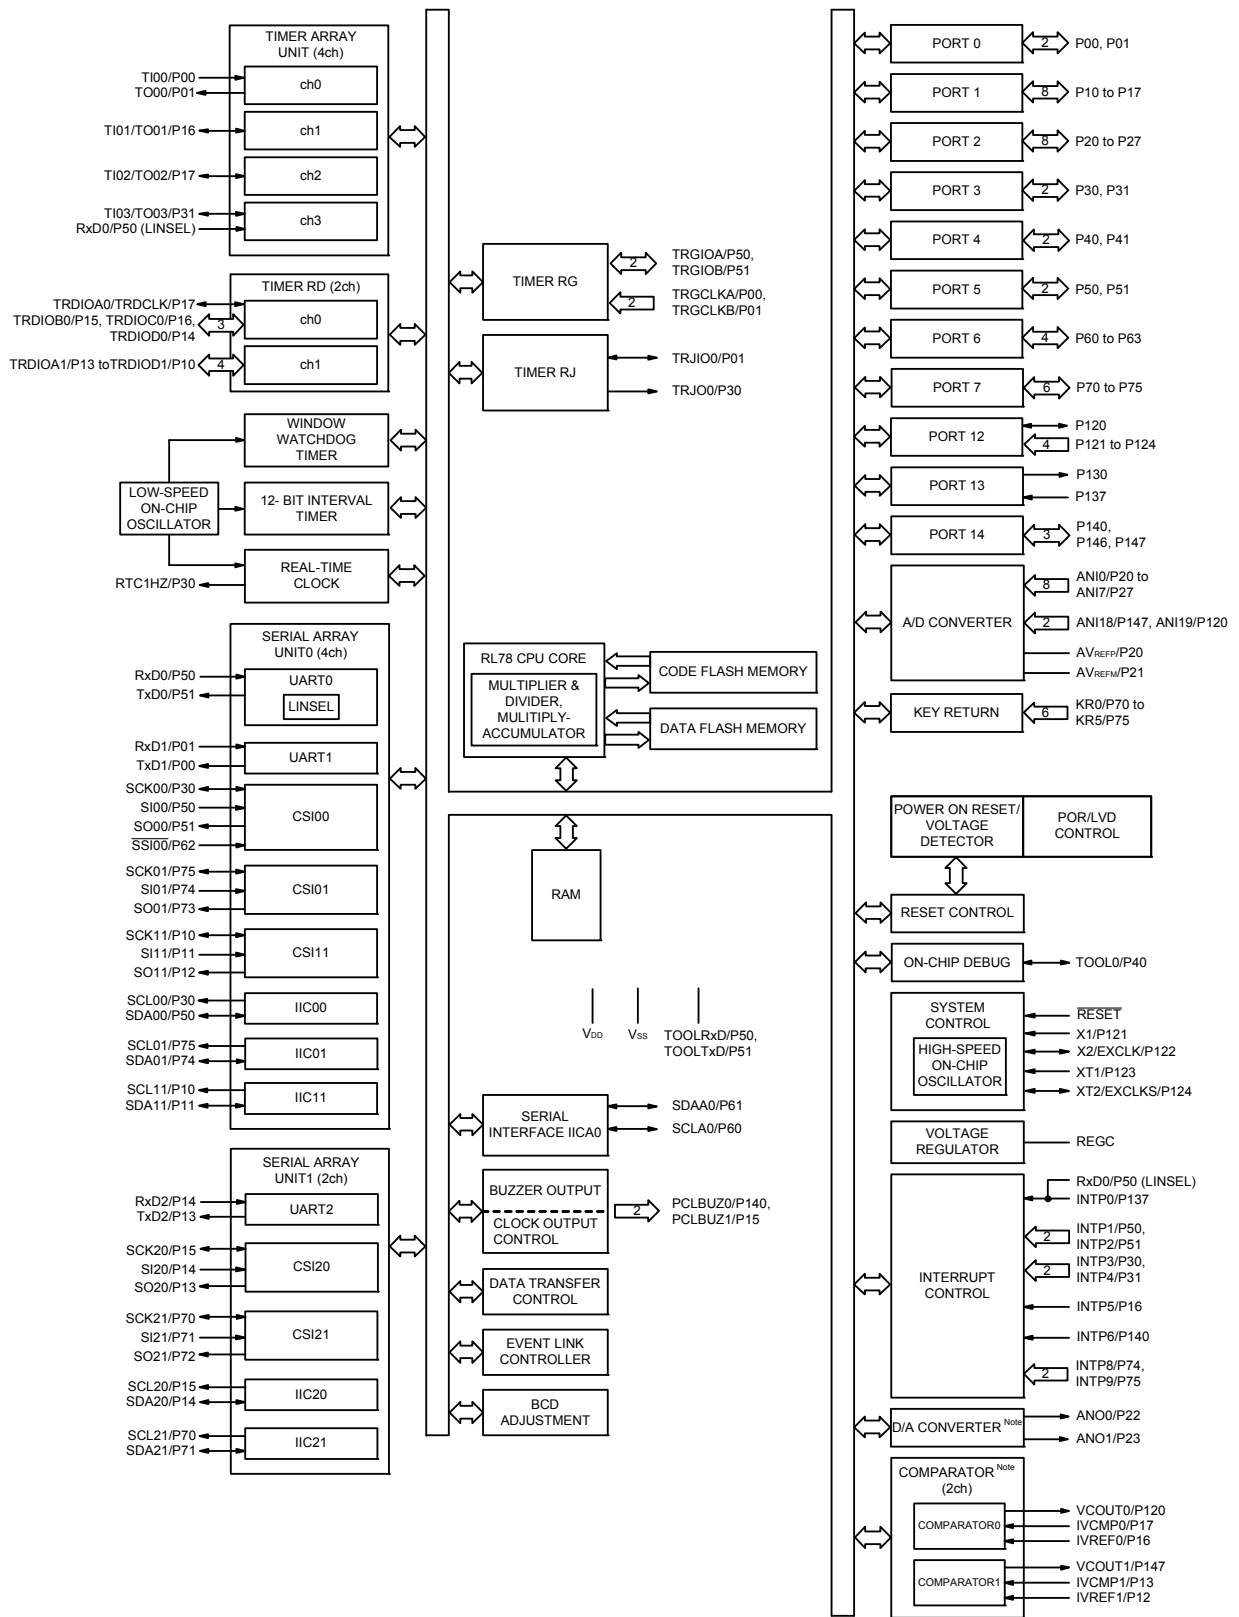 TIMER ARRAY
UNIT (4ch)
TI00/P00
TO00/P01
ch0
TI01/TO01/P16
ch1
TI02/TO02/P17
ch2
TI03/TO03/P31
RxD0/P50 (LINSEL)
ch3
TIMER RD (2ch)
TRDIOA0/TRDCLK/P17
TRDIOB0/P15, TRDIOC0/P16,
TRDIOD0/P14
3
ch0
TRDIOA1/P13 toTRDIOD1/P10
4
ch1
WINDOW
WATCHDOG
TIMER
LOW-SPEED
ON-CHIP
OSCILLATOR
12- BIT INTERVAL
TIMER
RTC1HZ/P30
REAL-TIME
CLOCK
SERIAL ARRAY
UNIT0 (4ch)
RxD0/P50
TxD0/P51
UART0
LINSEL
RxD1/P01
TxD1/P00
UART1
SCK00/P30
SI00/P50
SO00/P51
SSI00/P62
CSI00
SCK01/P75
SI01/P74
SO01/P73
CSI01
SCK11/P10
SI11/P11
SO11/P12
CSI11
SCL00/P30
SDA00/P50
IIC00
SCL01/P75
SDA01/P74
IIC01
SCL11/P10
SDA11/P11
IIC11
SERIAL ARRAY
UNIT1 (2ch)
RxD2/P14
TxD2/P13
UART2
SCK20/P15
SI20/P14
SO20/P13
CSI20
SCK21/P70
SI21/P71
SO21/P72
CSI21
SCL20/P15
SDA20/P14
IIC20
SCL21/P70
SDA21/P71
IIC21
TIMER RG
2
TRGIOA/P50,
TRGIOB/P51
2
TRGCLKA/P00,
TRGCLKB/P01
TIMER RJ
TRJIO0/P01
TRJO0/P30
RL78 CPU CORE
MULTIPLIER &
DIVIDER,
MULITIPLY-
ACCUMULATOR
CODE FLASH MEMORY
DATA FLASH MEMORY
RAM
VDD
VSS
TOOLRxD/P50,
TOOLTxD/P51
SERIAL
INTERFACE IICA0
SDAA0/P61
SCLA0/P60
BUZZER OUTPUT
CLOCK OUTPUT
CONTROL
2
PCLBUZ0/P140,
PCLBUZ1/P15
DATA TRANSFER
CONTROL
EVENT LINK
CONTROLLER
BCD
ADJUSTMENT
PORT 0
2
P00, P01
PORT 1
8
P10 to P17
PORT 2
8
P20 to P27
PORT 3
2
P30, P31
PORT 4
2
P40, P41
PORT 5
2
P50, P51
PORT 6
4
P60 to P63
PORT 7
6
P70 to P75
PORT 12
P120
4
P121 to P124
PORT 13
P130
P137
PORT 14
3
P140,
P146, P147
A/D CONVERTER
8
ANI0/P20 to
ANI7/P27
2
ANI18/P147, ANI19/P120
AVREFP/P20
AVREFM/P21
KEY RETURN
6
KR0/P70 to
KR5/P75
POWER ON RESET/
VOLTAGE
DETECTOR
POR/LVD
CONTROL
RESET CONTROL
ON-CHIP DEBUG
TOOL0/P40
SYSTEM
CONTROL
HIGH-SPEED
ON-CHIP
OSCILLATOR
RESET
X1/P121
X2/EXCLK/P122
XT1/P123
XT2/EXCLKS/P124
VOLTAGE
REGULATOR
REGC
INTERRUPT
CONTROL
RxD0/P50 (LINSEL)
INTP0/P137
2
INTP1/P50,
INTP2/P51
2
INTP3/P30,
INTP4/P31
INTP5/P16
INTP6/P140
2
INTP8/P74,
INTP9/P75
D/A CONVERTER Note
ANO0/P22
ANO1/P23
COMPARATOR Note
(2ch)
COMPARATOR0
VCOUT0/P120
IVCMP0/P17
IVREF0/P16
COMPARATOR1
VCOUT1/P147
IVCMP1/P13
IVREF1/P12